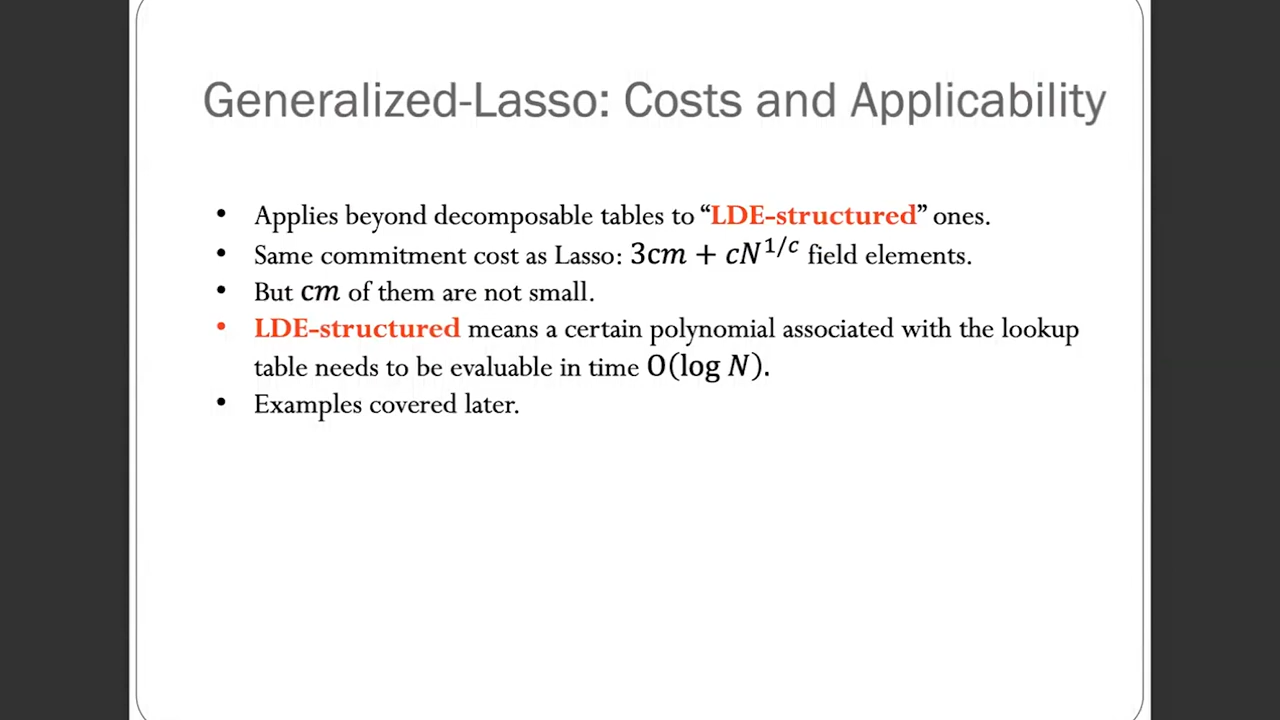 Generalized-Lasso: Costs and Applicability
• Applies beyond decomposable tables to “LDE-structured” ones.
• Same commitment cost as Lasso: 3cm + cN^{1/c} field elements.
• But cm of them are not small.
• LDE-structured means a certain polynomial associated with the lookup
table needs to be evaluable in time O(log N).
• Examples covered later.